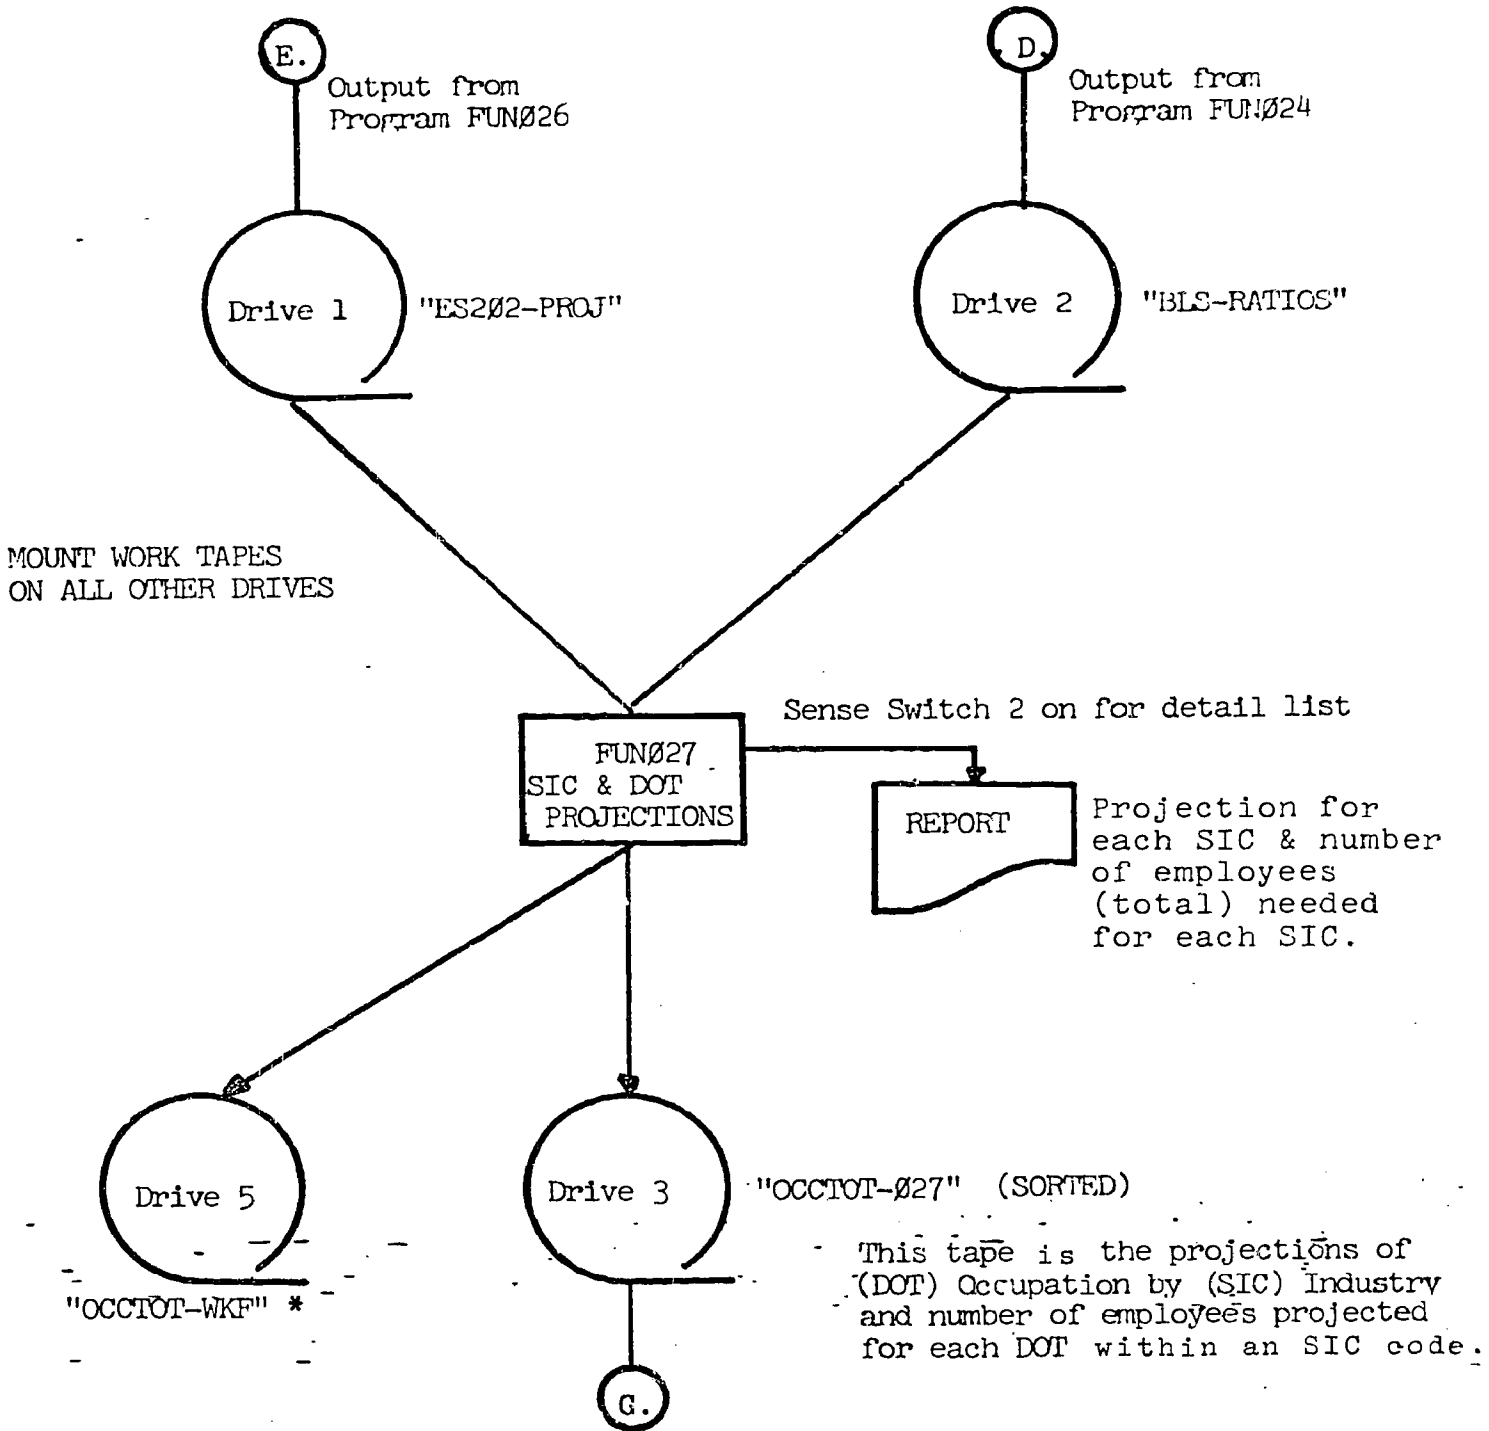 E.
Output from
Program FUNØ26
D.
Output from
Program FUNØ24
Drive 1
"ES2Ø2-PROJ"
Drive 2
"BLS-RATIOS"
MOUNT WORK TAPES
ON ALL OTHER DRIVES
Sense Switch 2 on for detail list
FUNØ27
SIC & DOT
PROJECTIONS
REPORT
Projection for
each SIC & number
of employees
(total) needed
for each SIC.
Drive 5
"OCCTOT-WKF" *
Drive 3
"OCCTOT-Ø27" (SORTED)
This tape is the projections of
(DOT) Occupation by (SIC) Industry
and number of employees projected
for each DOT within an SIC code.
G.